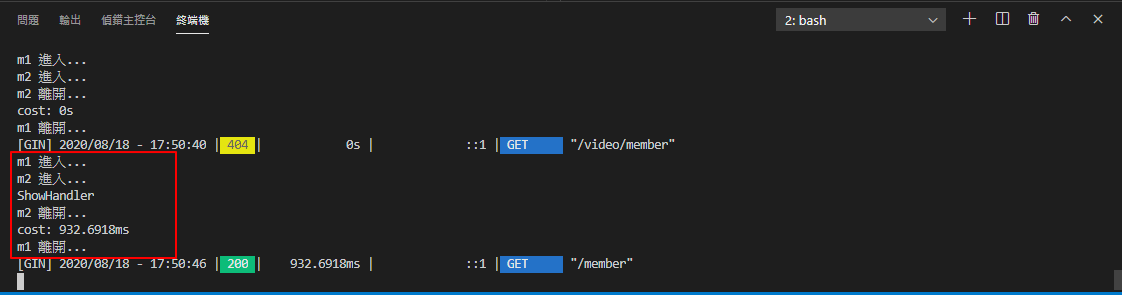 問題 輸出 偵錯主控台 終端機 2: bash
m1 進入...
m2 進入...
m2 離開...
cost: 0s
m1 離開...
[GIN] 2020/08/18 - 17:50:40 | 404 | 0s | ::1 | GET "/video/member"
m1 進入...
m2 進入...
ShowHandler
m2 離開...
cost: 932.6918ms
m1 離開...
[GIN] 2020/08/18 - 17:50:46 | 200 | 932.6918ms | ::1 | GET "/member"